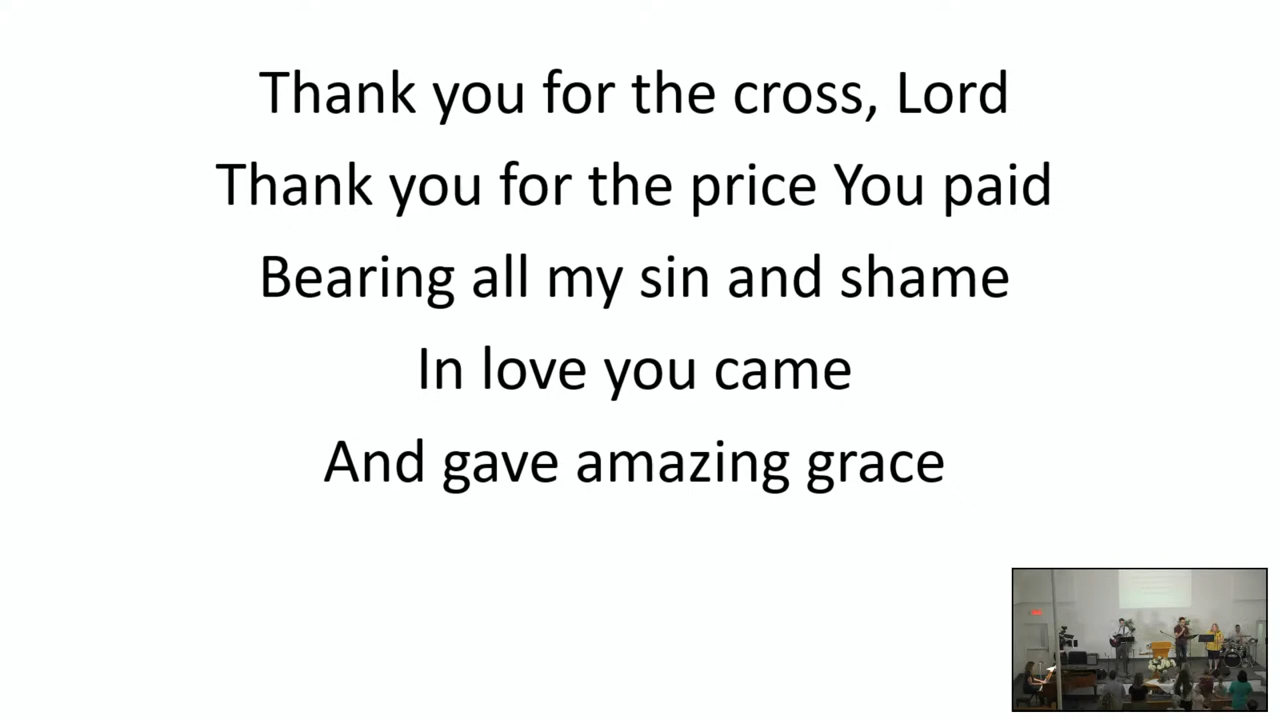 Thank you for the cross, Lord
Thank you for the price You paid
Bearing all my sin and shame
In love you came
And gave amazing grace